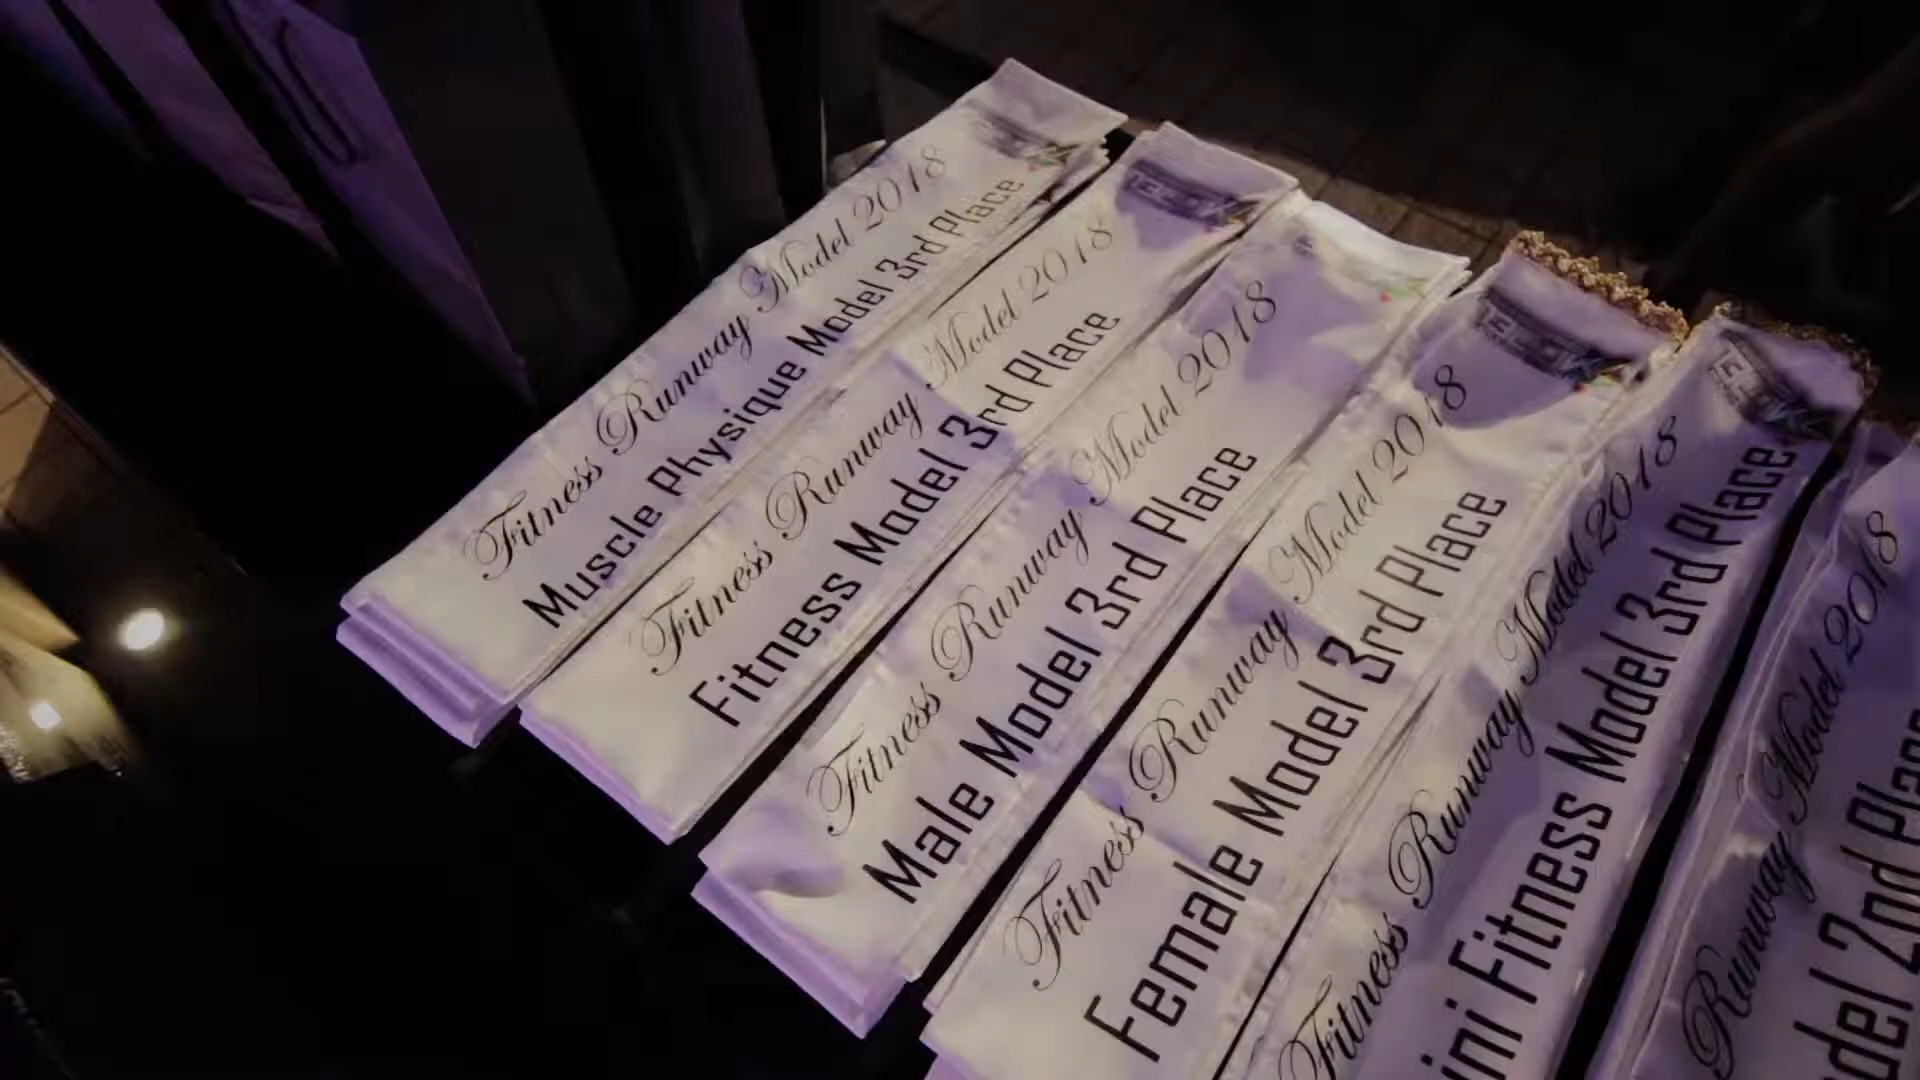 Fitness Runway Model 2018
Muscle Physique Model 3rd Place
Fitness Runway Model 2018
Fitness Model 3rd Place
Fitness Runway Model 2018
Male Model 3rd Place
Fitness Runway Model 2018
Female Model 3rd Place
Fitness Runway Model 2018
ini Fitness Model 3rd Place
Runway Model 2018
del 2nd Place